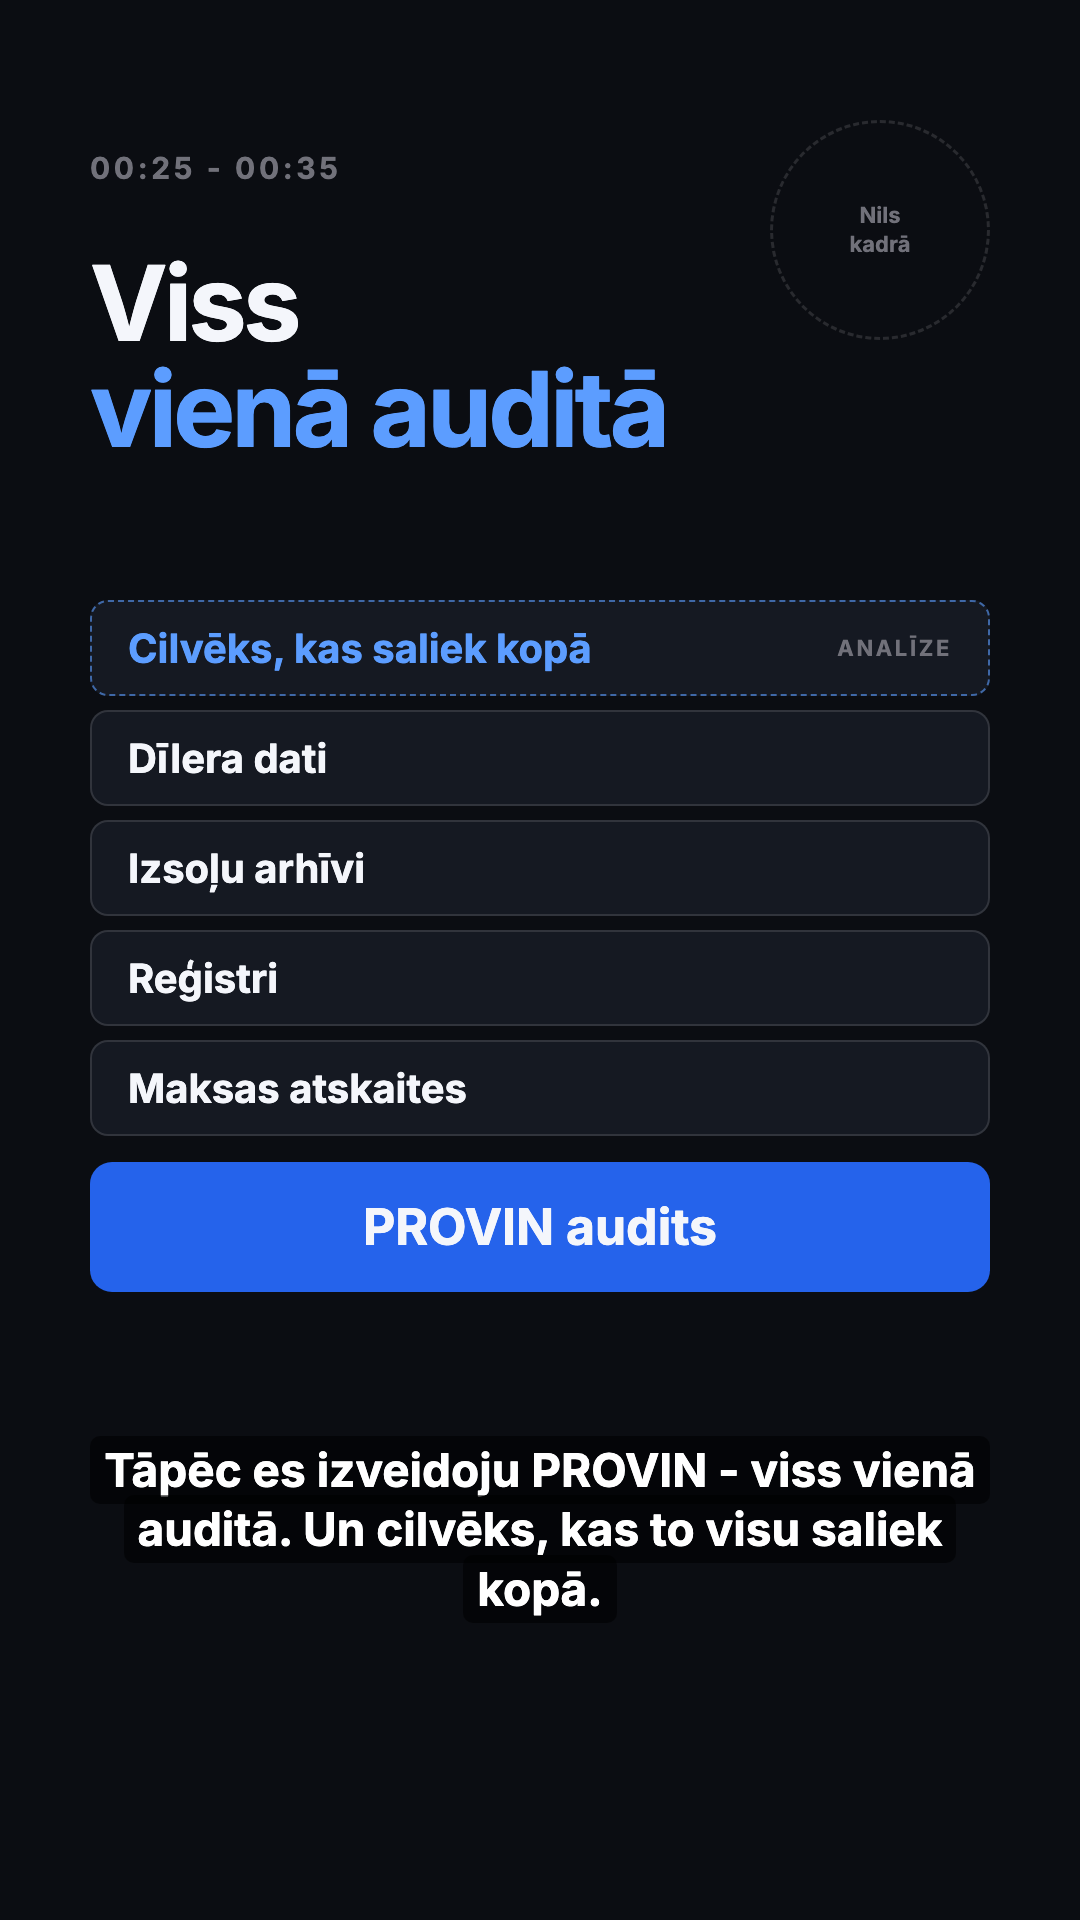 00:25 - 00:35
Nils
kadrā
Viss
vienā auditā
Cilvēks, kas saliek kopā
ANALĪZE
Dīlera dati
Izsoļu arhīvi
Reģistri
Maksas atskaites
PROVIN audits
Tāpēc es izveidoju PROVIN - viss vienā
auditā. Un cilvēks, kas to visu saliek
kopā.